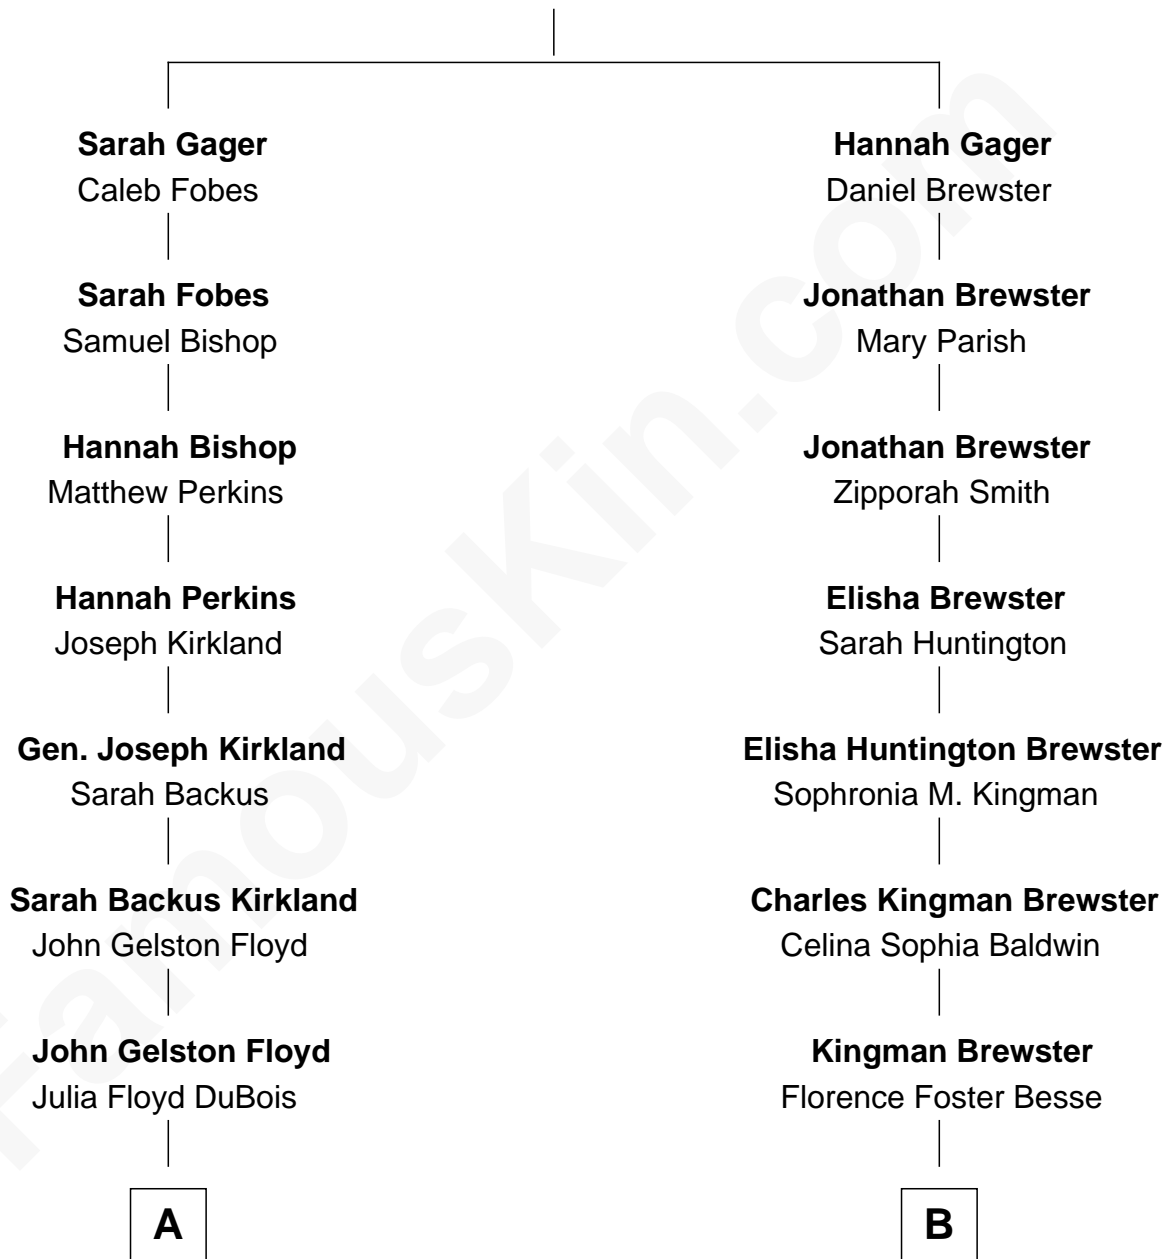 Sarah Gager
Caleb Fobes
Sarah Fobes
Samuel Bishop
Hannah Bishop
Matthew Perkins
Hannah Perkins
Joseph Kirkland
Gen. Joseph Kirkland
Sarah Backus
Sarah Backus Kirkland
John Gelston Floyd
John Gelston Floyd
Julia Floyd DuBois
A
Hannah Gager
Daniel Brewster
Jonathan Brewster
Mary Parish
Jonathan Brewster
Zipporah Smith
Elisha Brewster
Sarah Huntington
Elisha Huntington Brewster
Sophronia M. Kingman
Charles Kingman Brewster
Celina Sophia Baldwin
Kingman Brewster
Florence Foster Besse
B
FamousKin.com